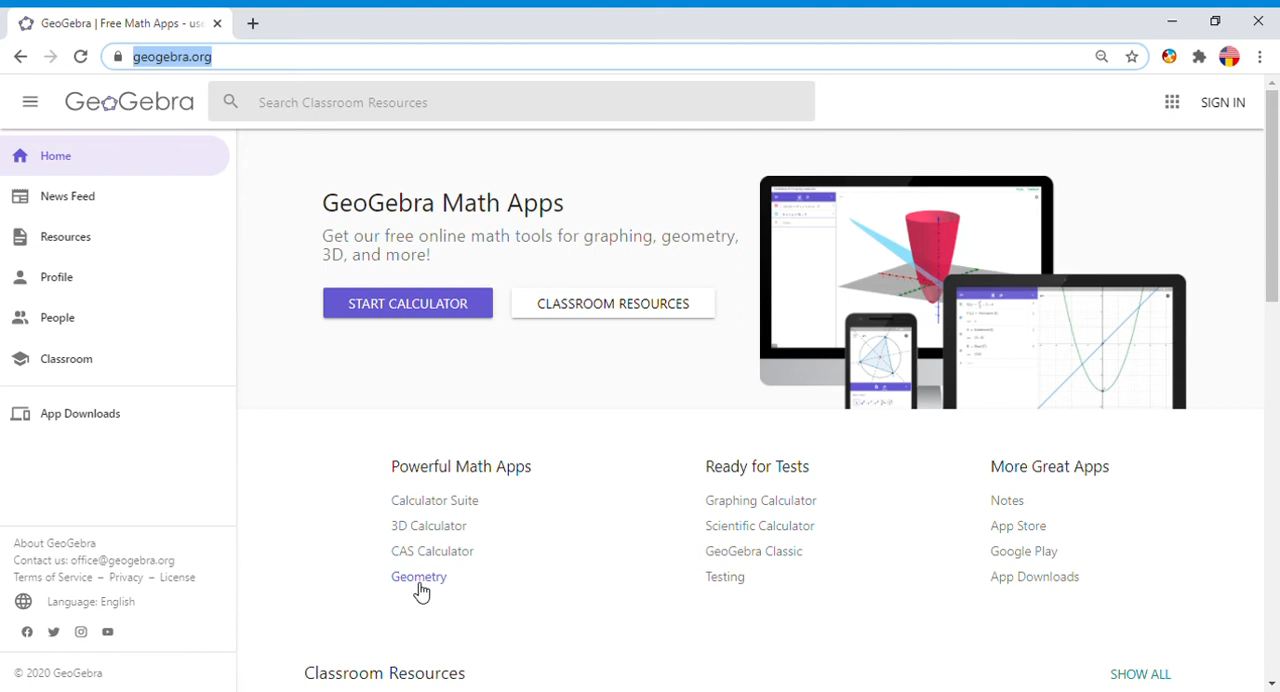 GeoGebra | Free Math Apps - use
geogebra.org
GeoGebra
Search Classroom Resources
SIGN IN
Home
News Feed
Resources
Profile
People
Classroom
App Downloads
GeoGebra Math Apps
Get our free online math tools for graphing, geometry,
3D, and more!
START CALCULATOR
CLASSROOM RESOURCES
Powerful Math Apps
Calculator Suite
3D Calculator
CAS Calculator
Geometry
Ready for Tests
Graphing Calculator
Scientific Calculator
GeoGebra Classic
Testing
More Great Apps
Notes
App Store
Google Play
App Downloads
About GeoGebra
Contact us: office@geogebra.org
Terms of Service – Privacy – License
Language: English
© 2020 GeoGebra
Classroom Resources
SHOW ALL